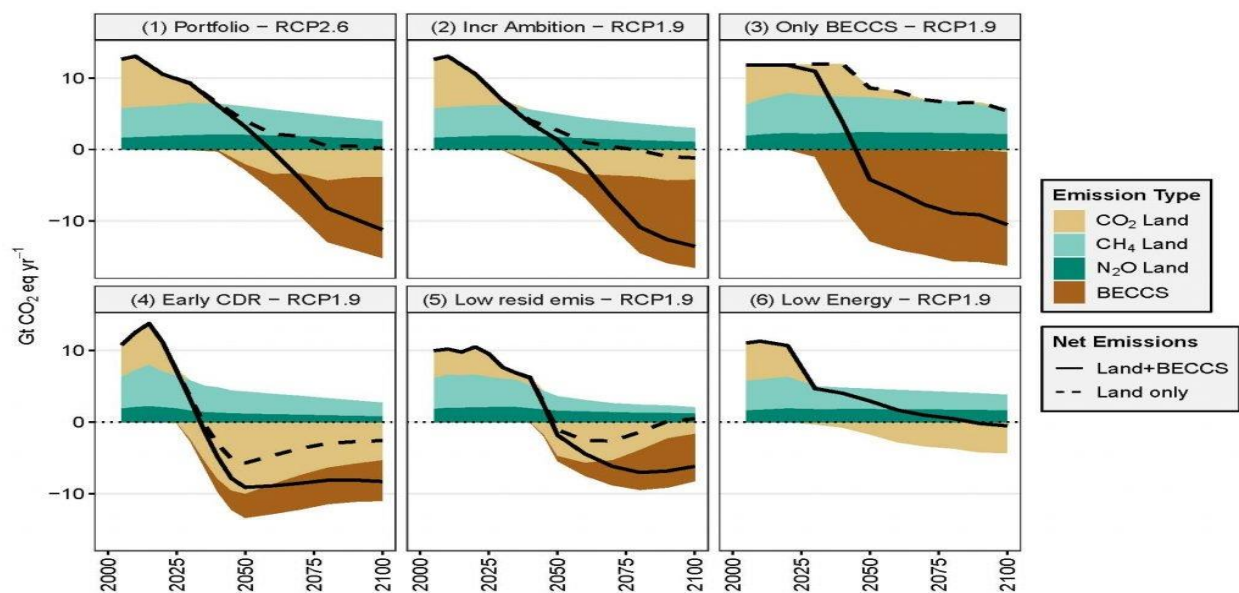 (1) Portfolio − RCP2.6
(2) Incr Ambition − RCP1.9
(3) Only BECCS − RCP1.9
10
0
−10
(4) Early CDR − RCP1.9
(5) Low resid emis − RCP1.9
(6) Low Energy − RCP1.9
10
0
−10
Gt CO₂ eq yr⁻¹
2000
2025
2050
2075
2100
2000
2025
2050
2075
2100
2000
2025
2050
2075
2100
Emission Type
CO₂ Land
CH₄ Land
N₂O Land
BECCS
Net Emissions
Land+BECCS
Land only